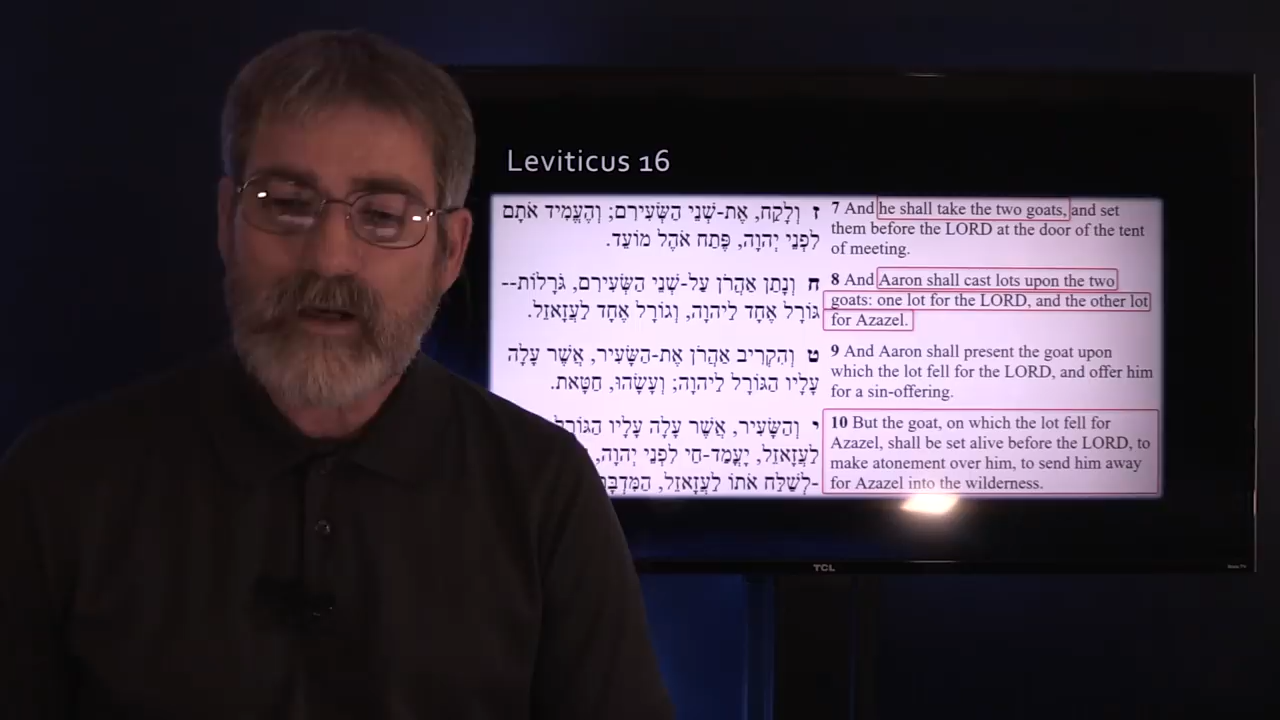 Leviticus 16
ז וְלָקַח, אֶת-שְׁנֵי הַשְּׂעִירִם; וְהֶעֱמִיד אֹתָם
לִפְנֵי יְהוָה, פֶּתַח אֹהֶל מוֹעֵד.
7 And he shall take the two goats, and set
them before the LORD at the door of the tent
of meeting.
ח וְנָתַן אַהֲרֹן עַל-שְׁנֵי הַשְּׂעִירִם, גֹּרָלוֹת--
גּוֹרָל אֶחָד לַיהוָה, וְגוֹרָל אֶחָד לַעֲזָאזֵל.
8 And Aaron shall cast lots upon the two
goats: one lot for the LORD, and the other lot
for Azazel.
ט וְהִקְרִיב אַהֲרֹן אֶת-הַשָּׂעִיר, אֲשֶׁר עָלָה
עָלָיו הַגּוֹרָל לַיהוָה; וְעָשָׂהוּ, חַטָּאת.
9 And Aaron shall present the goat upon
which the lot fell for the LORD, and offer him
for a sin-offering.
י וְהַשָּׂעִיר, אֲשֶׁר עָלָה עָלָיו הַגּוֹרָל
לַעֲזָאזֵל, יָעֳמַד-חַי לִפְנֵי יְהוָה,
לְשַׁלַּח אֹתוֹ לַעֲזָאזֵל,
10 But the goat, on which the lot fell for
Azazel, shall be set alive before the LORD, to
make atonement over him, to send him away
for Azazel into the wilderness.
TCL